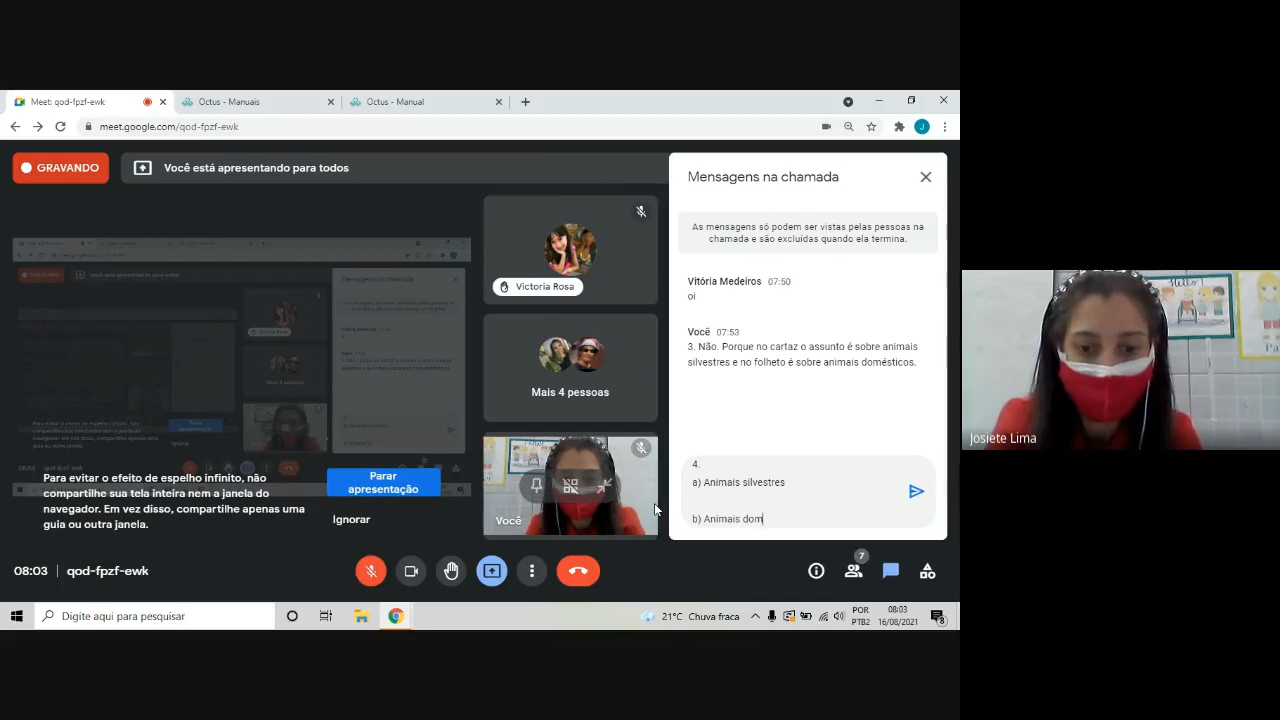 Meet: qod-fpzf-ewk
Octus - Manuais
Octus - Manual
meet.google.com/qod-fpzf-ewk
J
GRAVANDO
Você está apresentando para todos
Mensagens na chamada
As mensagens só podem ser vistas pelas pessoas na
chamada e são excluídas quando ela termina.
Vitória Medeiros 07:50
oi
Você 07:53
3. Não. Porque no cartaz o assunto é sobre animais
silvestres e no folheto é sobre animais domésticos.
4.
a) Animais silvestres
b) Animais dom
Victoria Rosa
Mais 4 pessoas
Você
Para evitar o efeito de espelho infinito, não
compartilhe sua tela inteira nem a janela do
navegador. Em vez disso, compartilhe apenas uma
guia ou outra janela.
Parar
apresentação
Ignorar
08:03 | qod-fpzf-ewk
7
Digite aqui para pesquisar
21°C Chuva fraca
POR
PTB2
08:03
16/08/2021
8
Hello!
Josiete Lima